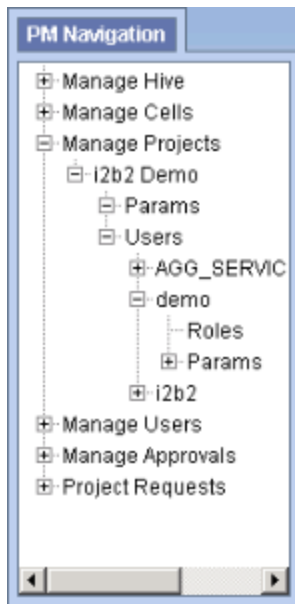 PM Navigation
Manage Hive
Manage Cells
Manage Projects
i2b2 Demo
Params
Users
AGG_SERVIC
demo
Roles
Params
i2b2
Manage Users
Manage Approvals
Project Requests